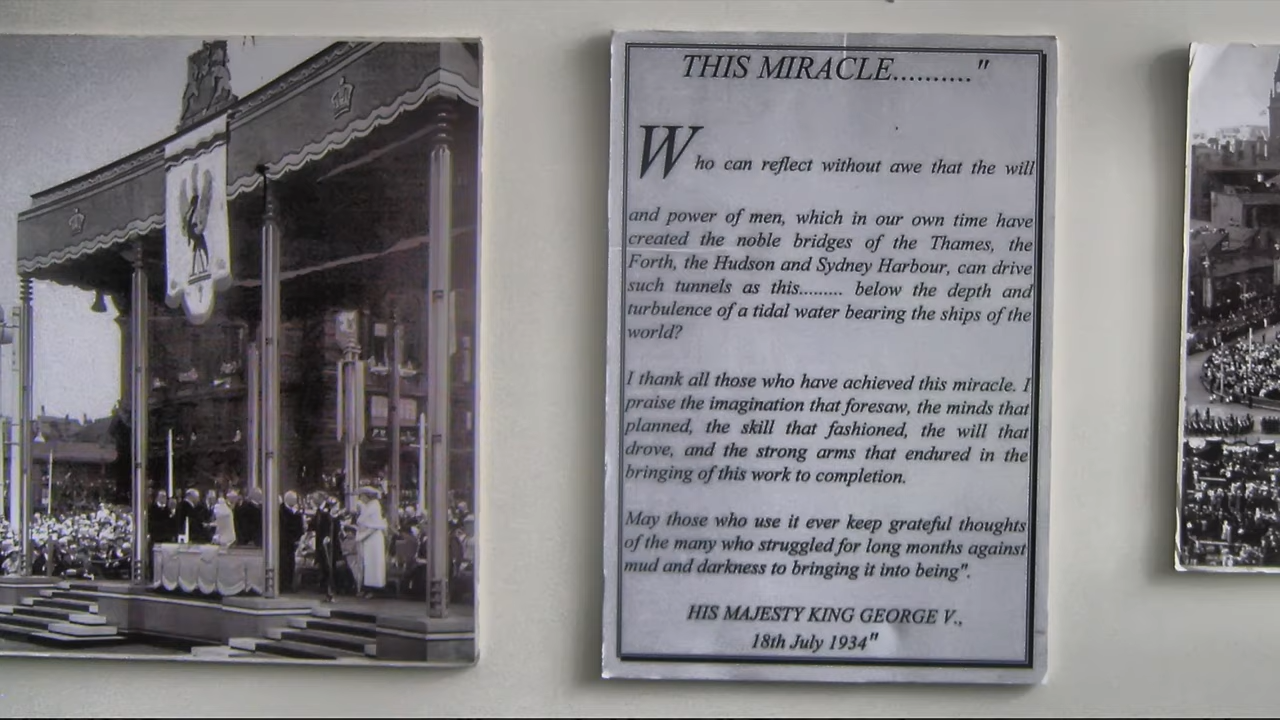 THIS MIRACLE.........."
Who can reflect without awe that the will
and power of men, which in our own time have
created the noble bridges of the Thames, the
Forth, the Hudson and Sydney Harbour, can drive
such tunnels as this......... below the depth and
turbulence of a tidal water bearing the ships of the
world?
I thank all those who have achieved this miracle. I
praise the imagination that foresaw, the minds that
planned, the skill that fashioned, the will that
drove, and the strong arms that endured in the
bringing of this work to completion.
May those who use it ever keep grateful thoughts
of the many who struggled for long months against
mud and darkness to bringing it into being".
HIS MAJESTY KING GEORGE V.,
18th July 1934"